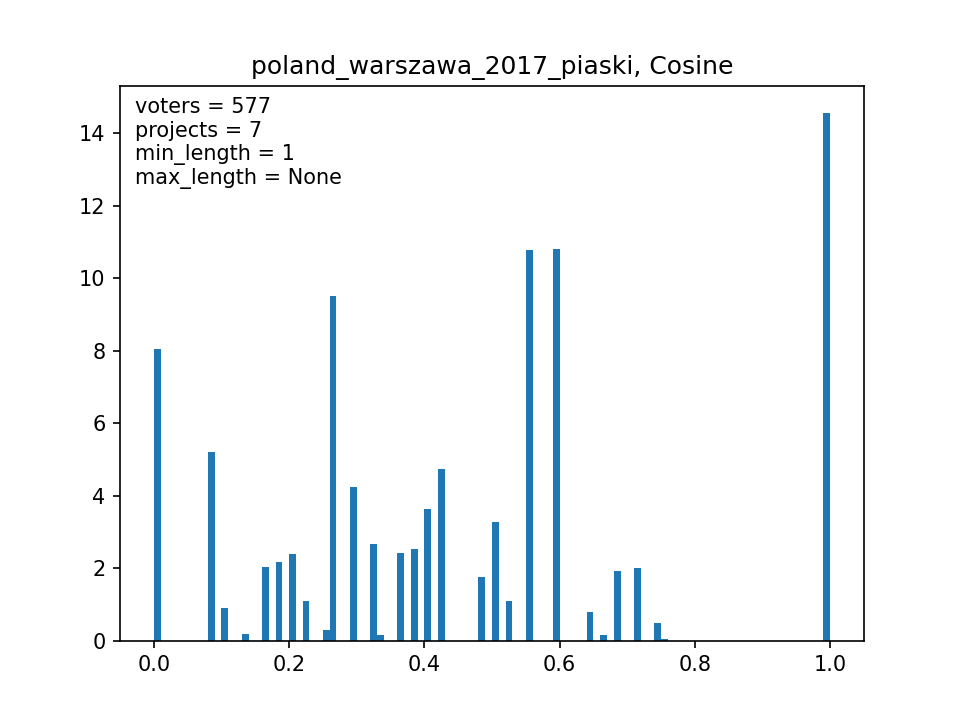 poland_warszawa_2017_piaski, Cosine
voters = 577
projects = 7
min_length = 1
max_length = None
14
12
10
8
6
4
2
0
0.0 0.2 0.4 0.6 0.8 1.0